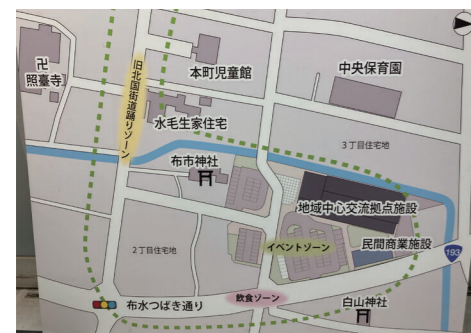 卍
照臺寺
旧北国街道踊りゾーン
本町児童館
中央保育園
水毛生家住宅
布市神社
3丁目住宅地
地域中心交流拠点施設
イベントゾーン
民間商業施設
193
2丁目住宅地
布水つばき通り
飲食ゾーン
白山神社